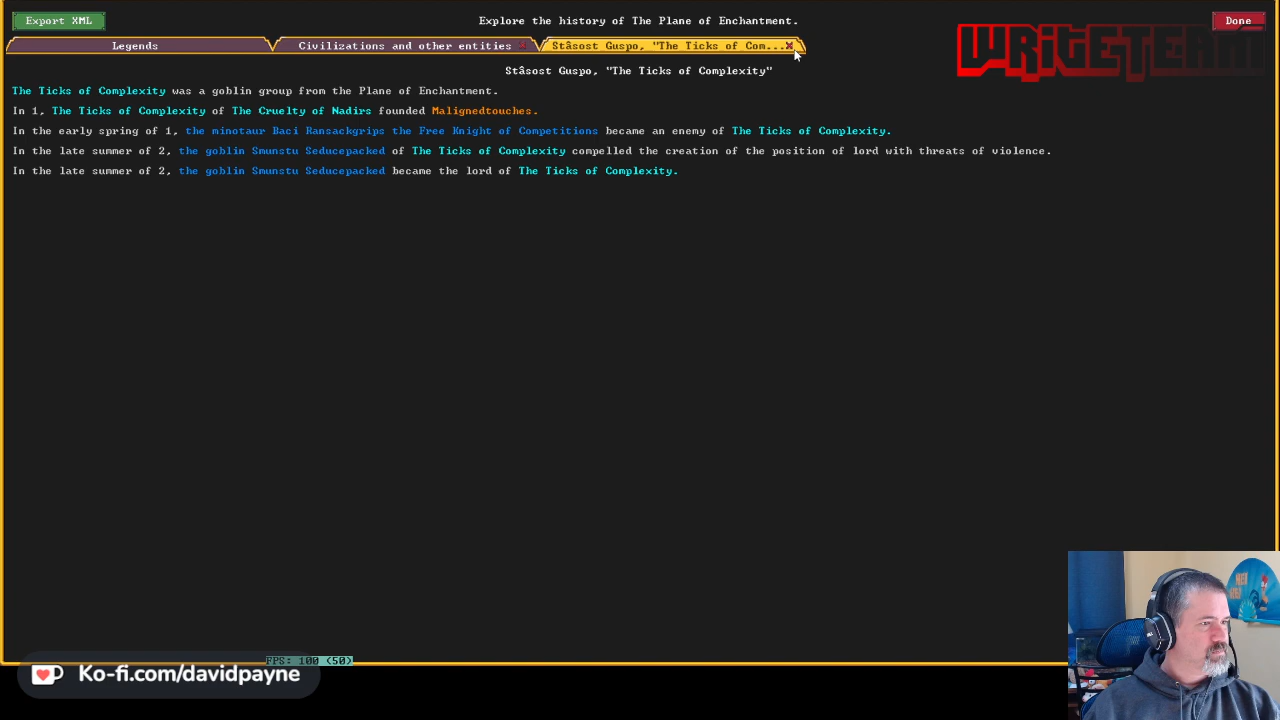 Export XML
Explore the history of The Plane of Enchantment.
Done
Legends
Civilizations and other entities
Stâsost Guspo, "The Ticks of Com...
WRITETEAM
Stâsost Guspo, "The Ticks of Complexity"
The Ticks of Complexity was a goblin group from the Plane of Enchantment.
In 1, The Ticks of Complexity of The Cruelty of Nadirs founded Malignedtouches.
In the early spring of 1, the minotaur Baci Ransackgrips the Free Knight of Competitions became an enemy of The Ticks of Complexity.
In the late summer of 2, the goblin Smunstu Seducepacked of The Ticks of Complexity compelled the creation of the position of lord with threats of violence.
In the late summer of 2, the goblin Smunstu Seducepacked became the lord of The Ticks of Complexity.
FPS: 100 (50)
Ko-fi.com/davidpayne